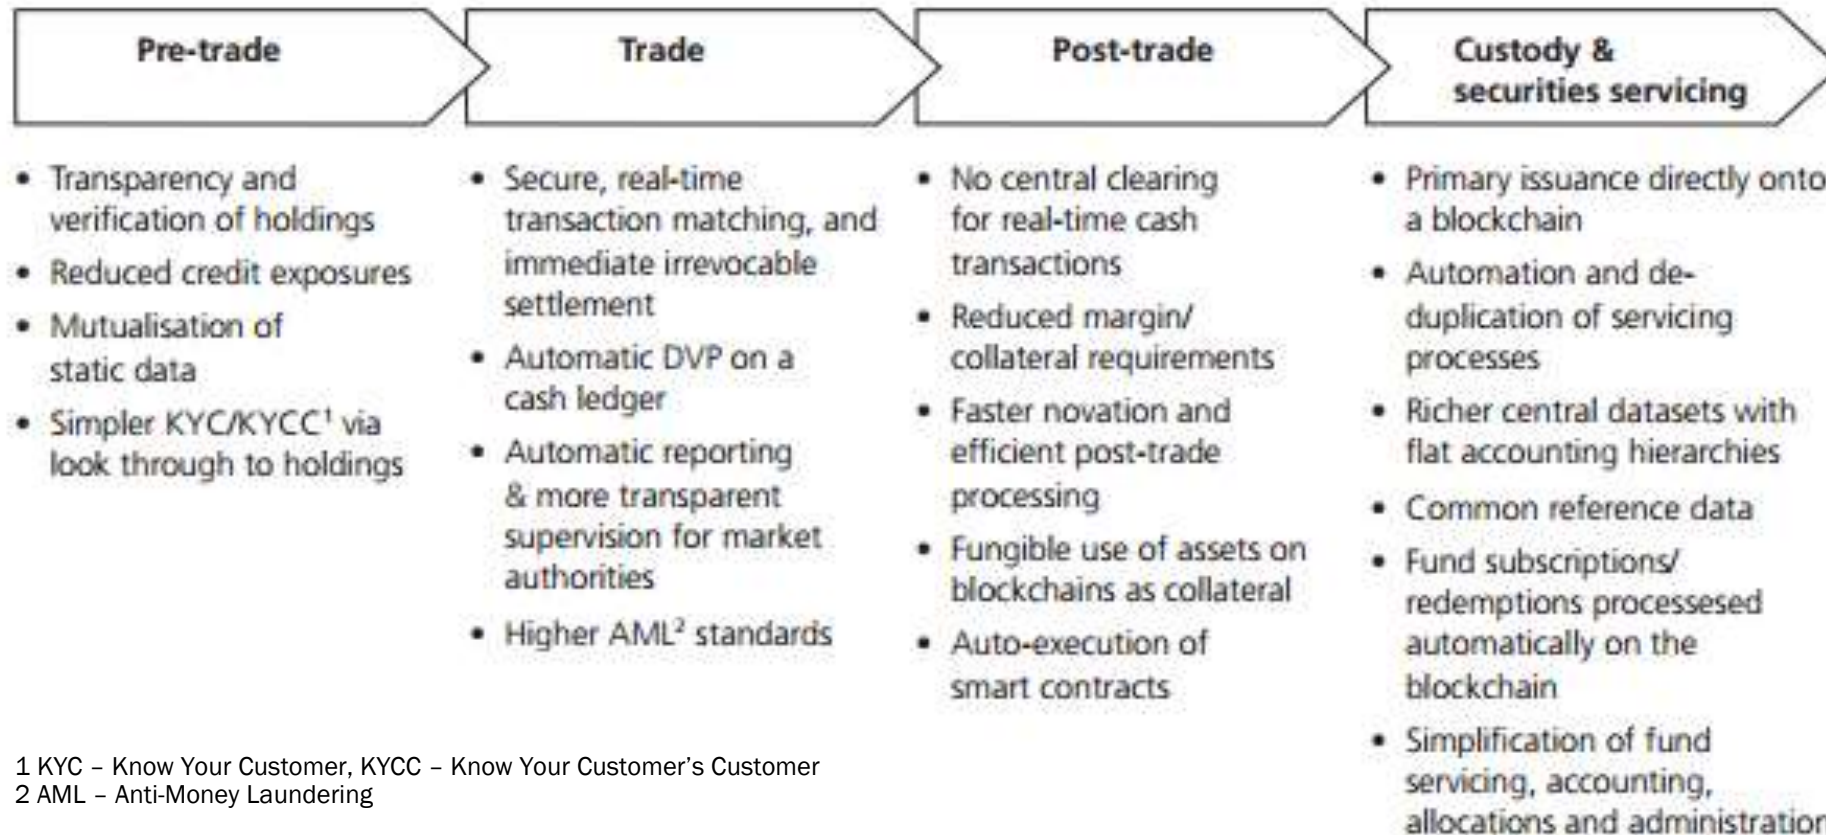 Pre-trade
• Transparency and
verification of holdings
• Reduced credit exposures
• Mutualisation of
static data
• Simpler KYC/KYCC¹ via
look through to holdings
Trade
• Secure, real-time
transaction matching, and
immediate irrevocable
settlement
• Automatic DVP on a
cash ledger
• Automatic reporting
& more transparent
supervision for market
authorities
• Higher AML² standards
Post-trade
• No central clearing
for real-time cash
transactions
• Reduced margin/
collateral requirements
• Faster novation and
efficient post-trade
processing
• Fungible use of assets on
blockchains as collateral
• Auto-execution of
smart contracts
Custody &
securities servicing
• Primary issuance directly onto
a blockchain
• Automation and de-
duplication of servicing
processes
• Richer central datasets with
flat accounting hierarchies
• Common reference data
• Fund subscriptions/
redemptions processesed
automatically on the
blockchain
• Simplification of fund
servicing, accounting,
allocations and administration
1 KYC – Know Your Customer, KYCC – Know Your Customer’s Customer
2 AML – Anti-Money Laundering